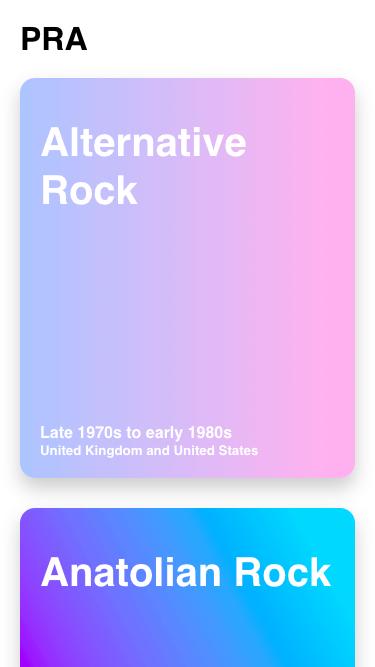 PRA
Alternative
Rock
Late 1970s to early 1980s
United Kingdom and United States
Anatolian Rock